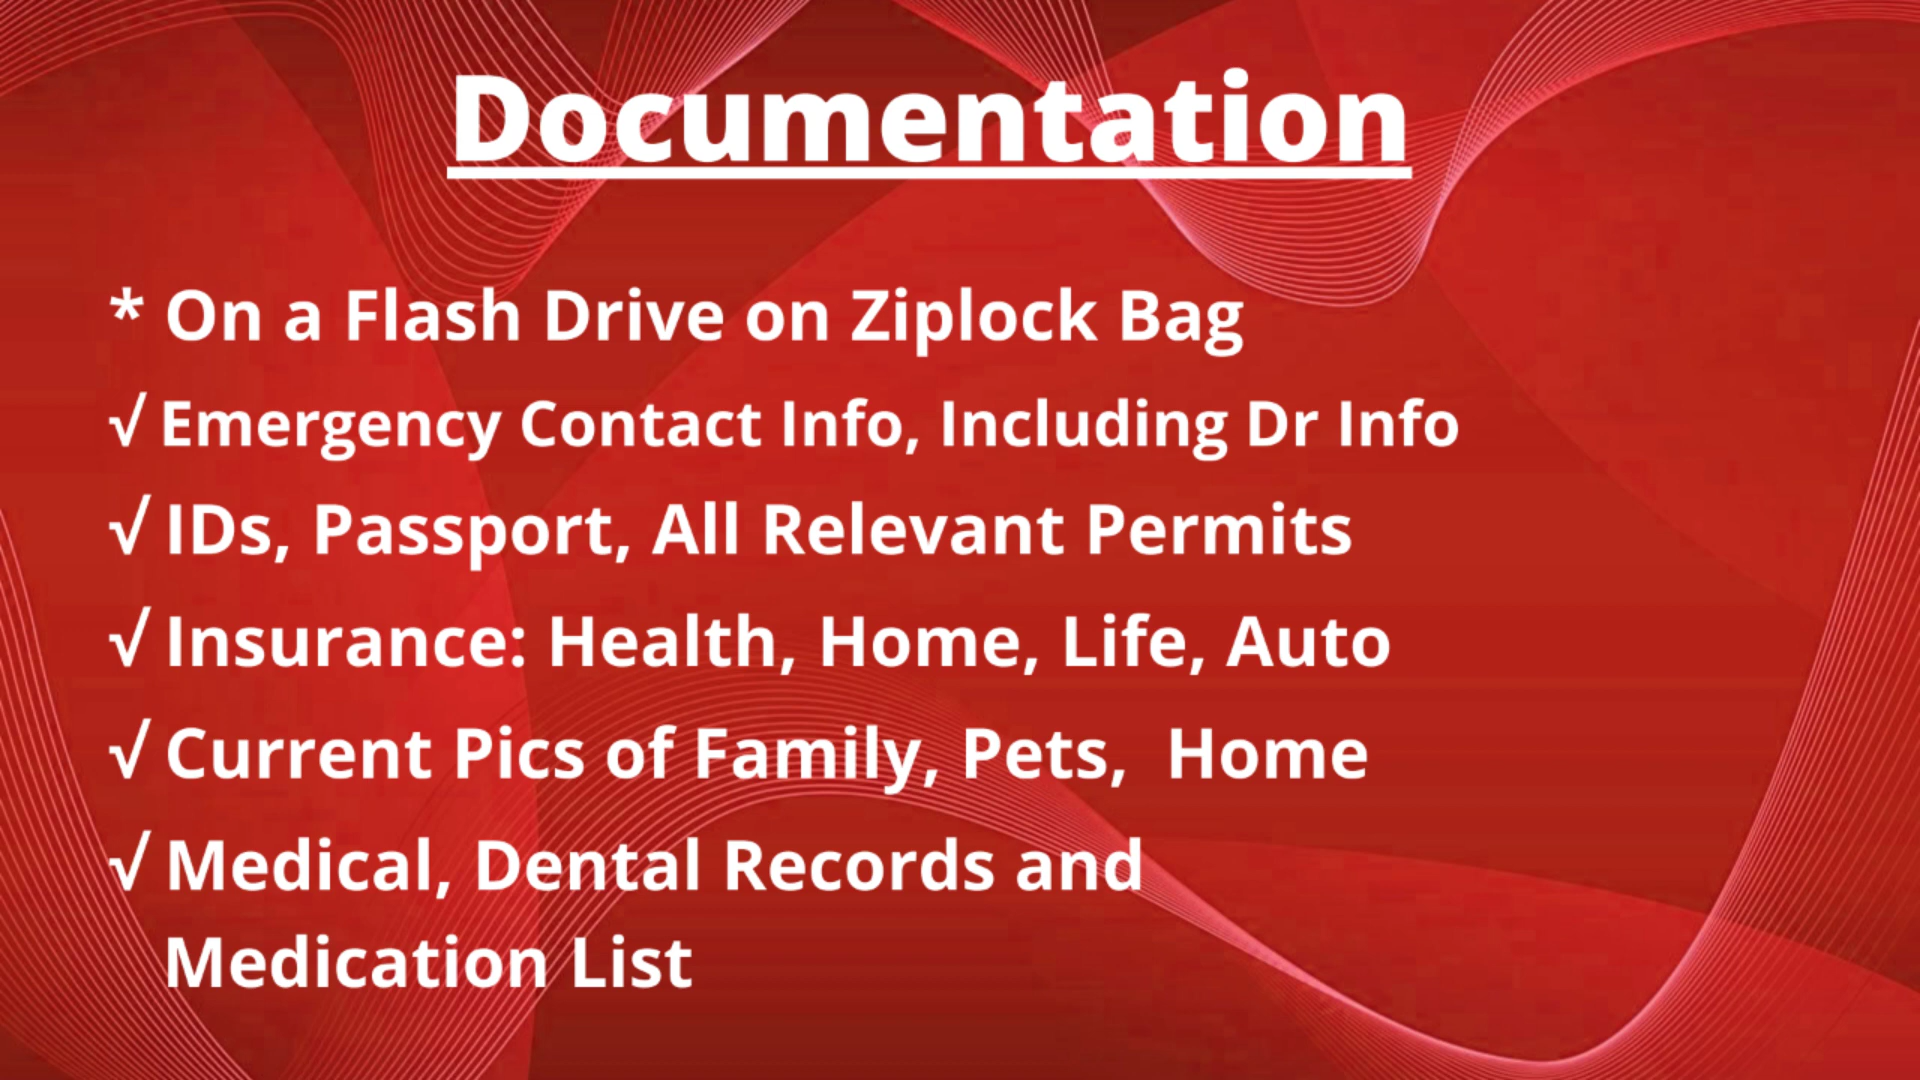 Documentation
* On a Flash Drive on Ziplock Bag
√ Emergency Contact Info, Including Dr Info
√ IDs, Passport, All Relevant Permits
√ Insurance: Health, Home, Life, Auto
√ Current Pics of Family, Pets,  Home
√ Medical, Dental Records and
Medication List